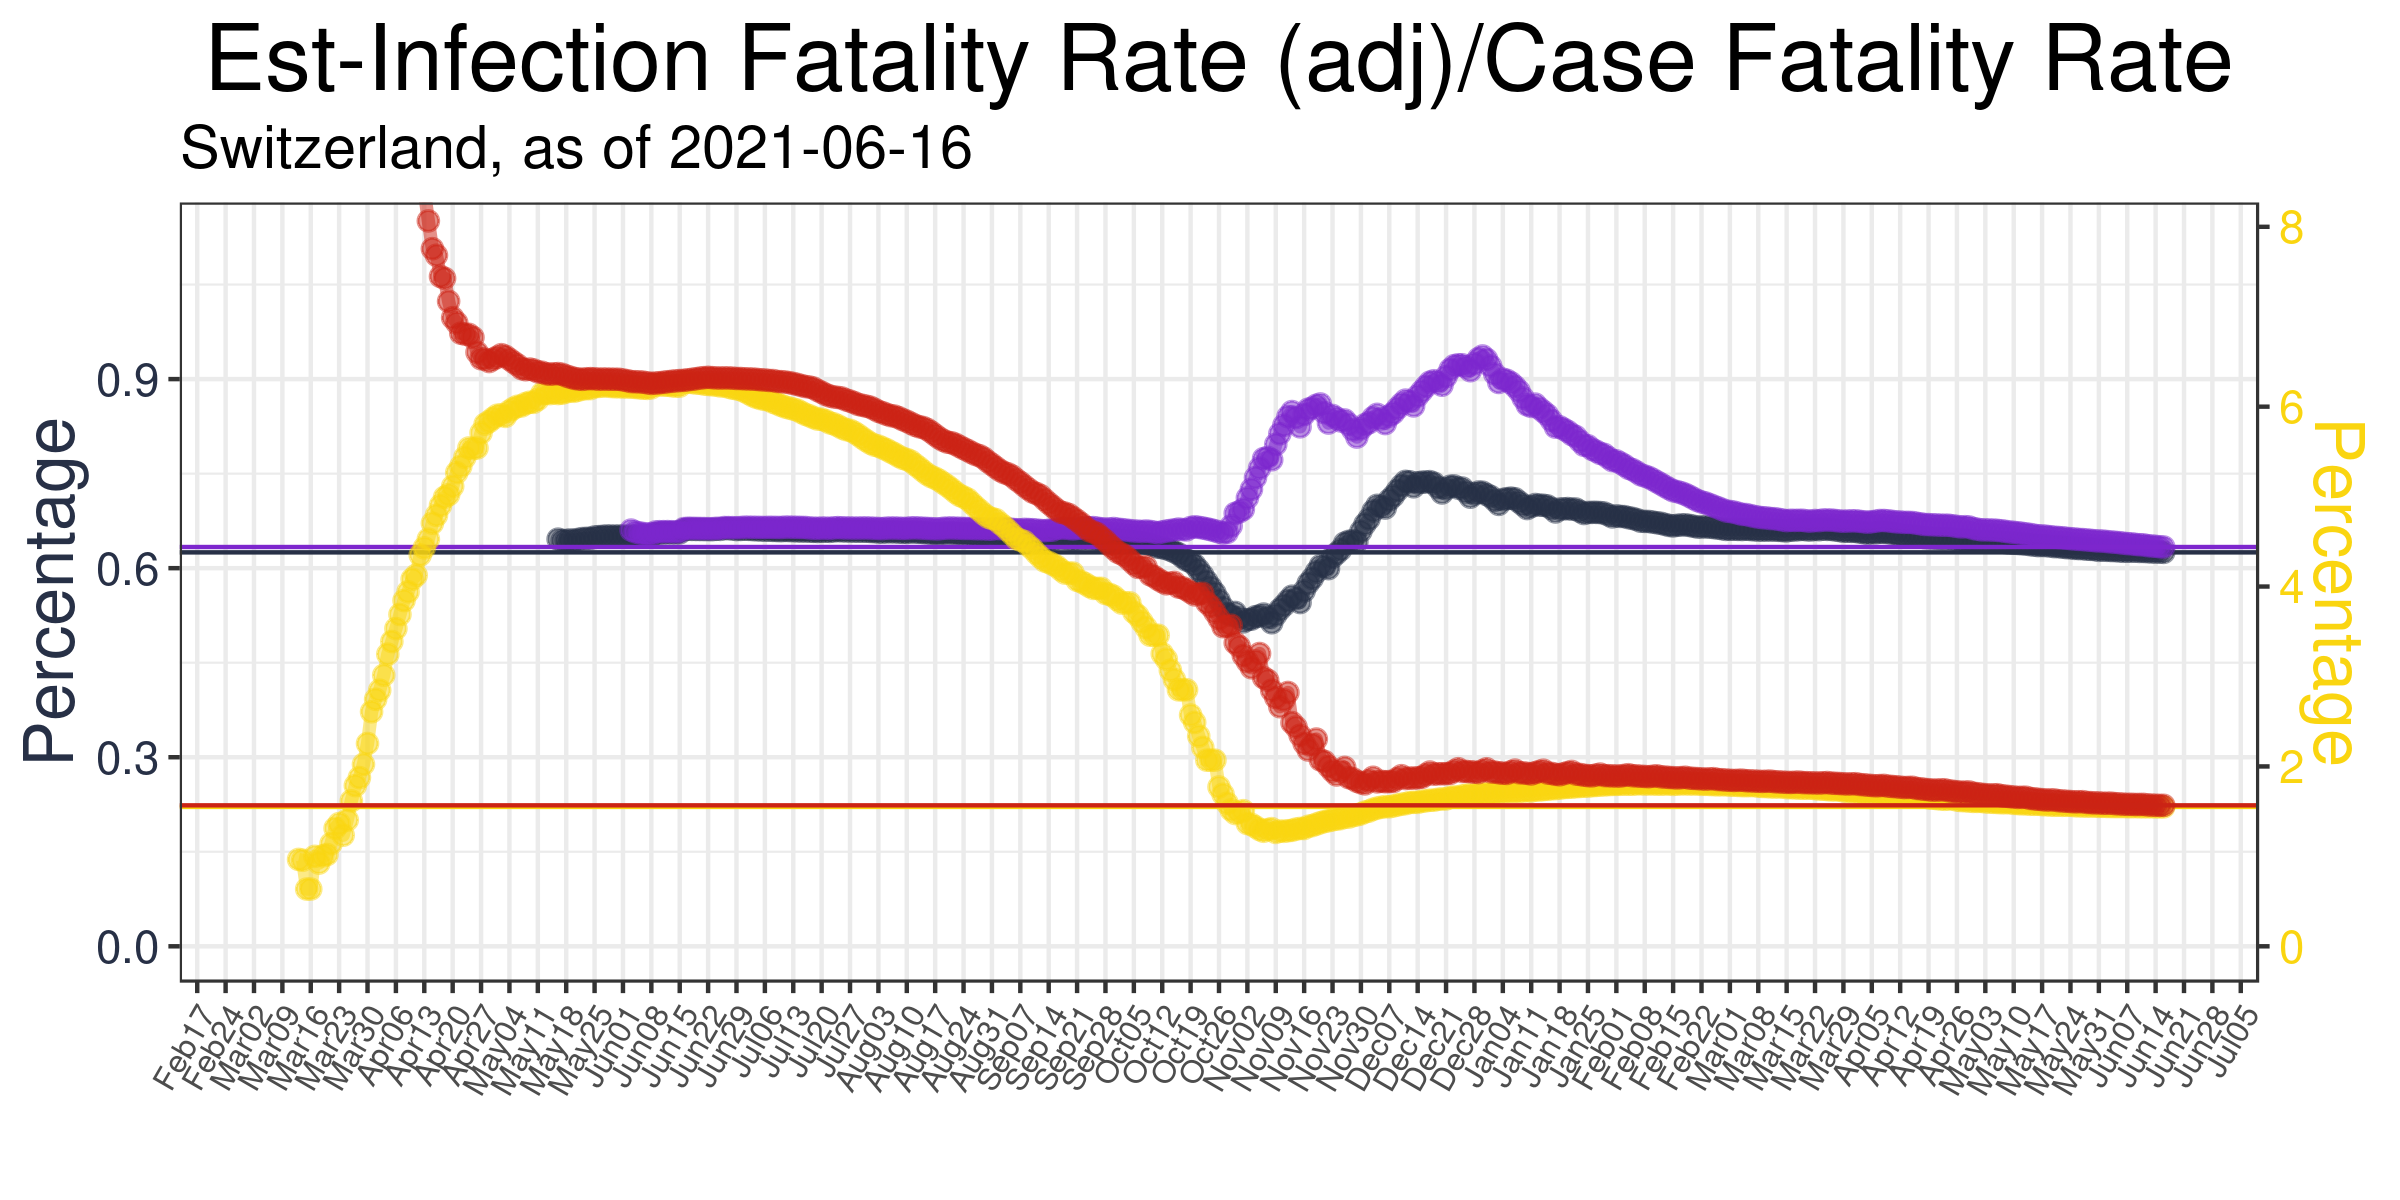 Est-Infection Fatality Rate (adj)/Case Fatality Rate
Switzerland, as of 2021-06-16
Percentage
0.9
0.6
0.3
0.0
8
6
4
2
0
Percentage
Feb17
Feb24
Mar02
Mar09
Mar16
Mar23
Mar30
Apr06
Apr13
Apr20
Apr27
May04
May11
May18
May25
Jun01
Jun08
Jun15
Jun22
Jun29
Jul06
Jul13
Jul20
Jul27
Aug03
Aug10
Aug17
Aug24
Aug31
Sep07
Sep14
Sep21
Sep28
Oct05
Oct12
Oct19
Oct26
Nov02
Nov09
Nov16
Nov23
Nov30
Dec07
Dec14
Dec21
Dec28
Jan04
Jan11
Jan18
Jan25
Feb01
Feb08
Feb15
Feb22
Mar01
Mar08
Mar15
Mar22
Mar29
Apr05
Apr12
Apr19
Apr26
May03
May10
May17
May24
May31
Jun07
Jun14
Jun21
Jun28
Jul05